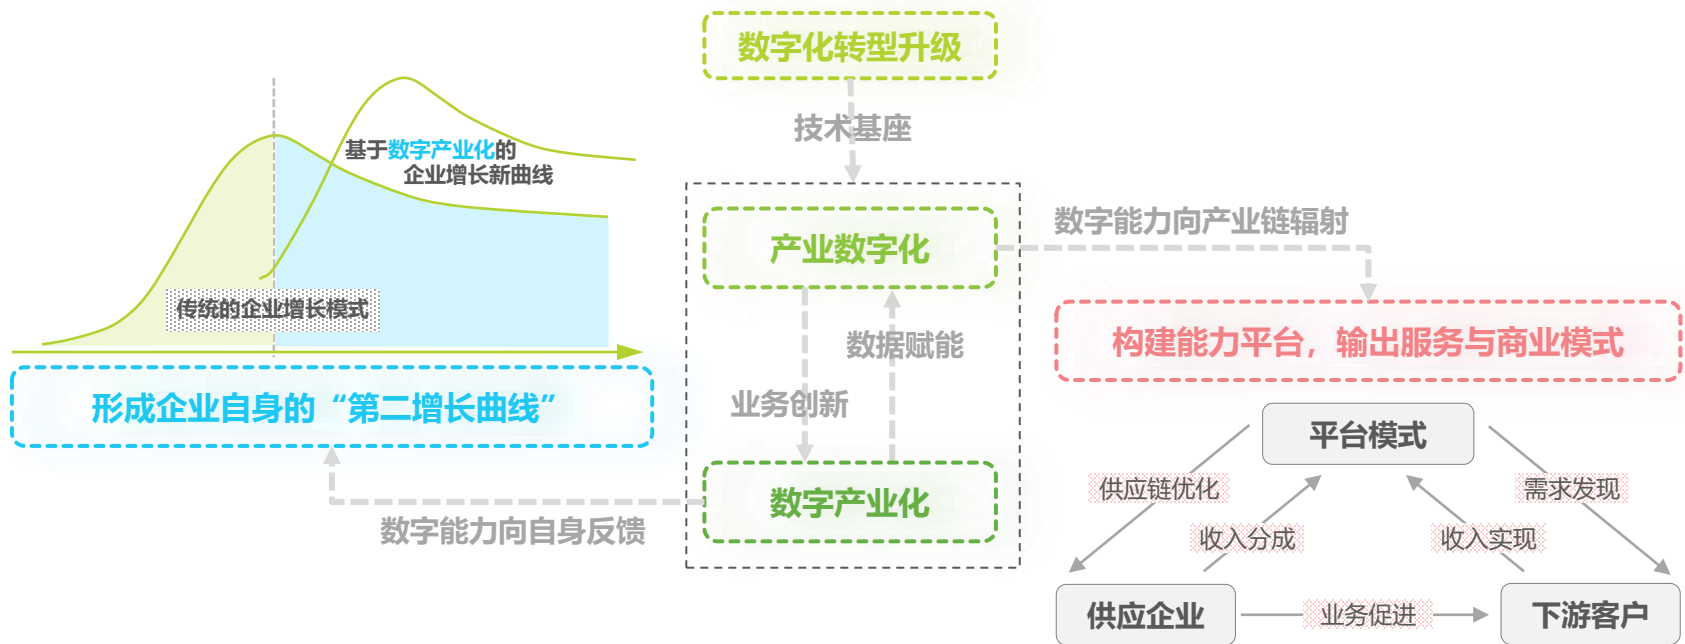 数字化转型升级
技术基座
基于数字产业化的
企业增长新曲线
传统的企业增长模式
形成企业自身的“第二增长曲线”
产业数字化
数据赋能
业务创新
数字产业化
数字能力向自身反馈
数字能力向产业链辐射
构建能力平台，输出服务与商业模式
平台模式
供应链优化
需求发现
收入分成
收入实现
供应企业
业务促进
下游客户